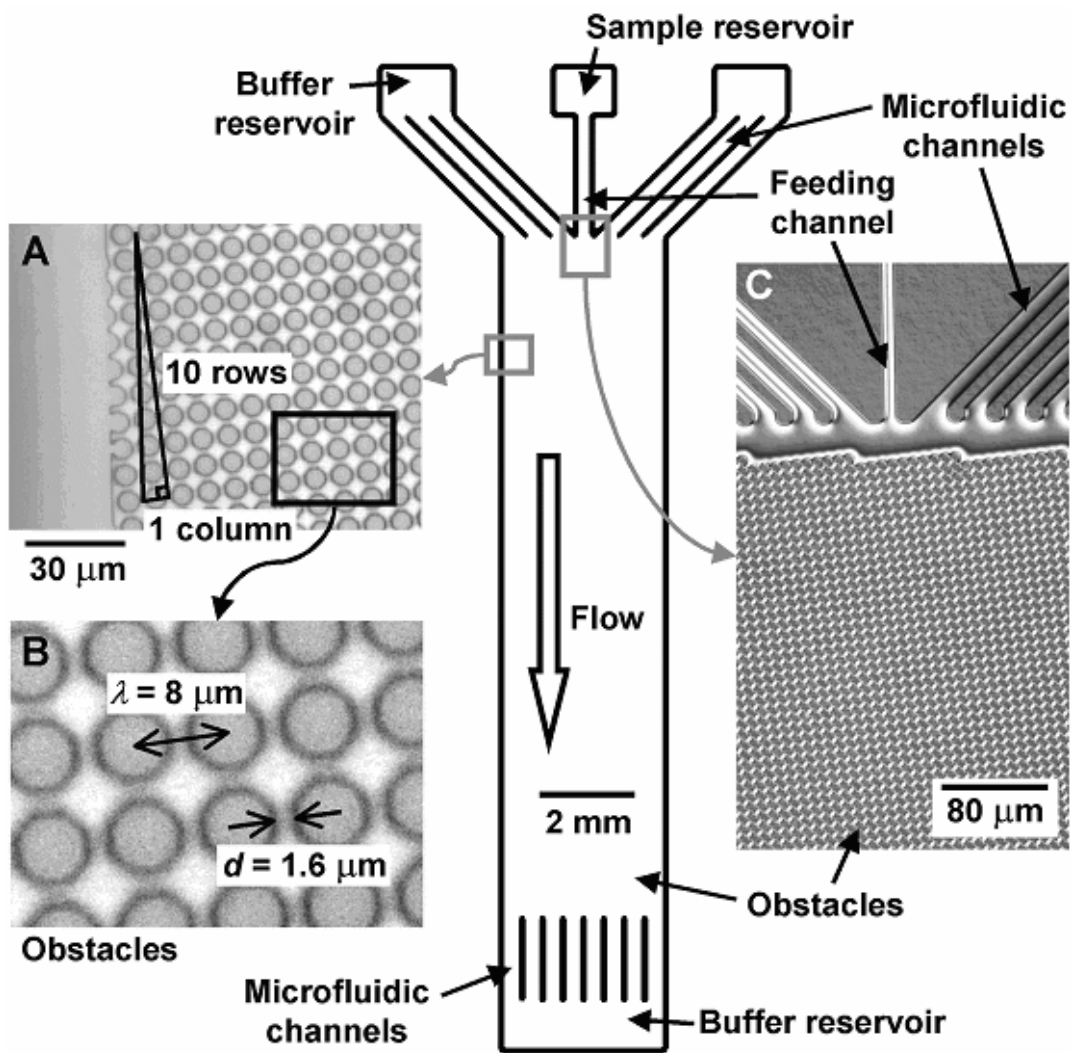 Sample reservoir
Buffer
reservoir
Microfluidic
channels
Feeding
channel
A
10 rows
1 column
30 μm
C
80 μm
B
λ = 8 μm
d = 1.6 μm
Obstacles
Flow
2 mm
Obstacles
Microfluidic
channels
Buffer reservoir